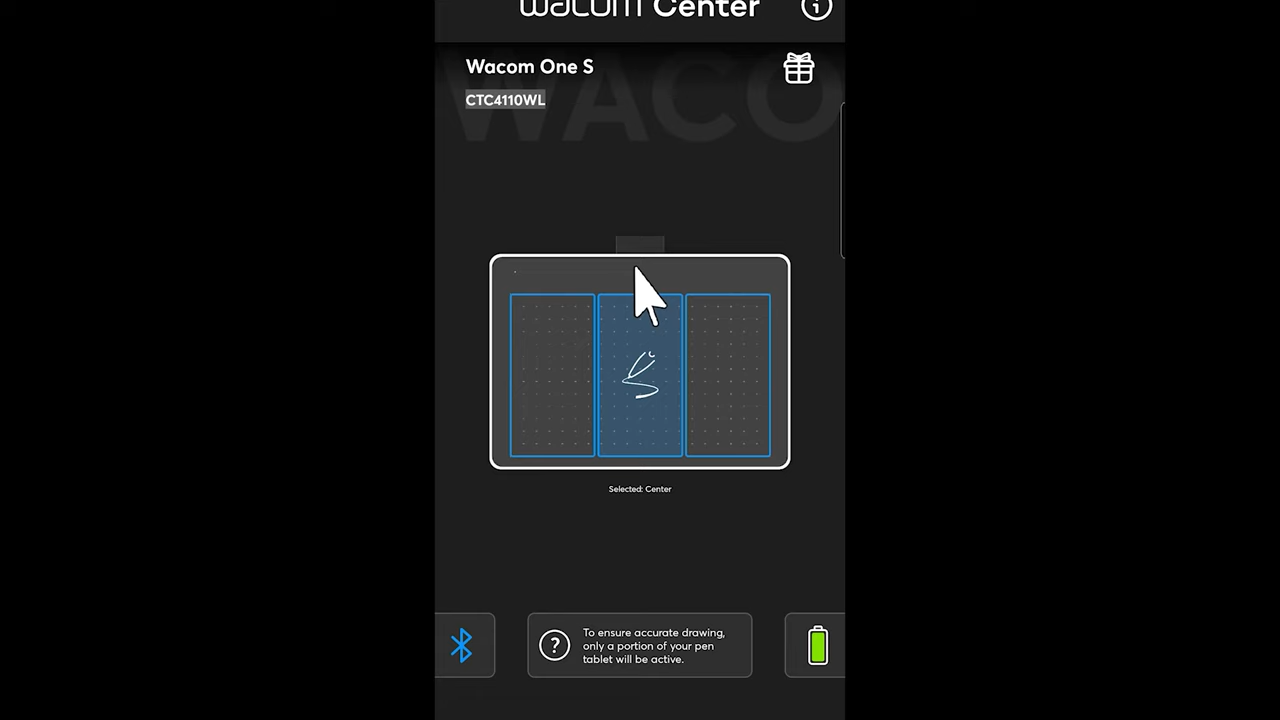 wacom Center
Wacom One S
CTC4110WL
WACO
Selected: Center
To ensure accurate drawing,
only a portion of your pen
tablet will be active.